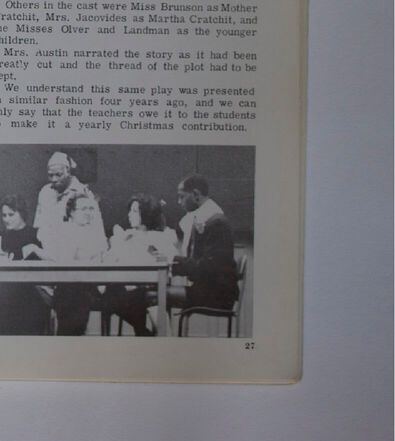 Others in the cast were Miss Brunson as Mother
ratchit, Mrs. Jacovides as Martha Cratchit, and
he Misses Olver and Landman as the younger
hildren.
Mrs. Austin narrated the story as it had been
reatly cut and the thread of the plot had to be
ept.
We understand this same play was presented
similar fashion four years ago, and we can
nly say that the teachers owe it to the students
make it a yearly Christmas contribution.
27